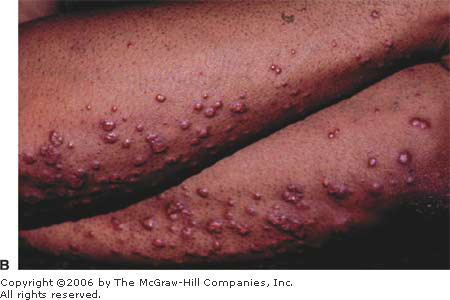 B
Copyright ©2006 by The McGraw-Hill Companies, Inc.
All rights reserved.